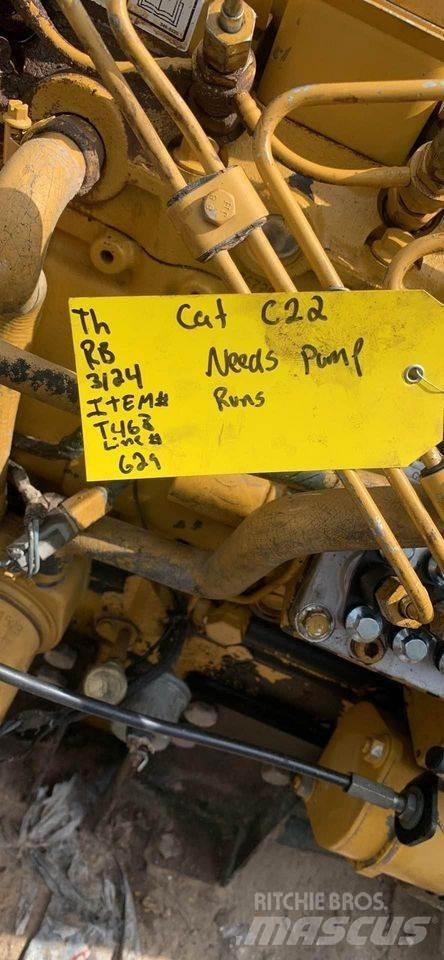 Th
RB
3/24
ITEM#
T468
Line #
629
Cat C22
Needs Pump
Runs
RITCHIE BROS.
MASCUS